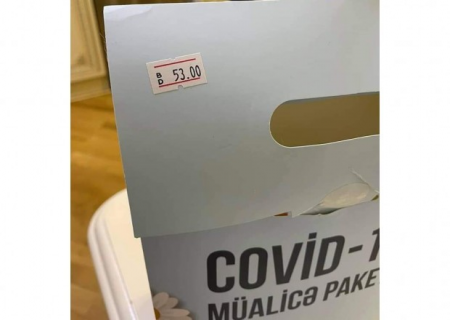 B
D 53.00
COVİD-1
MÜALİCƏ PAKE